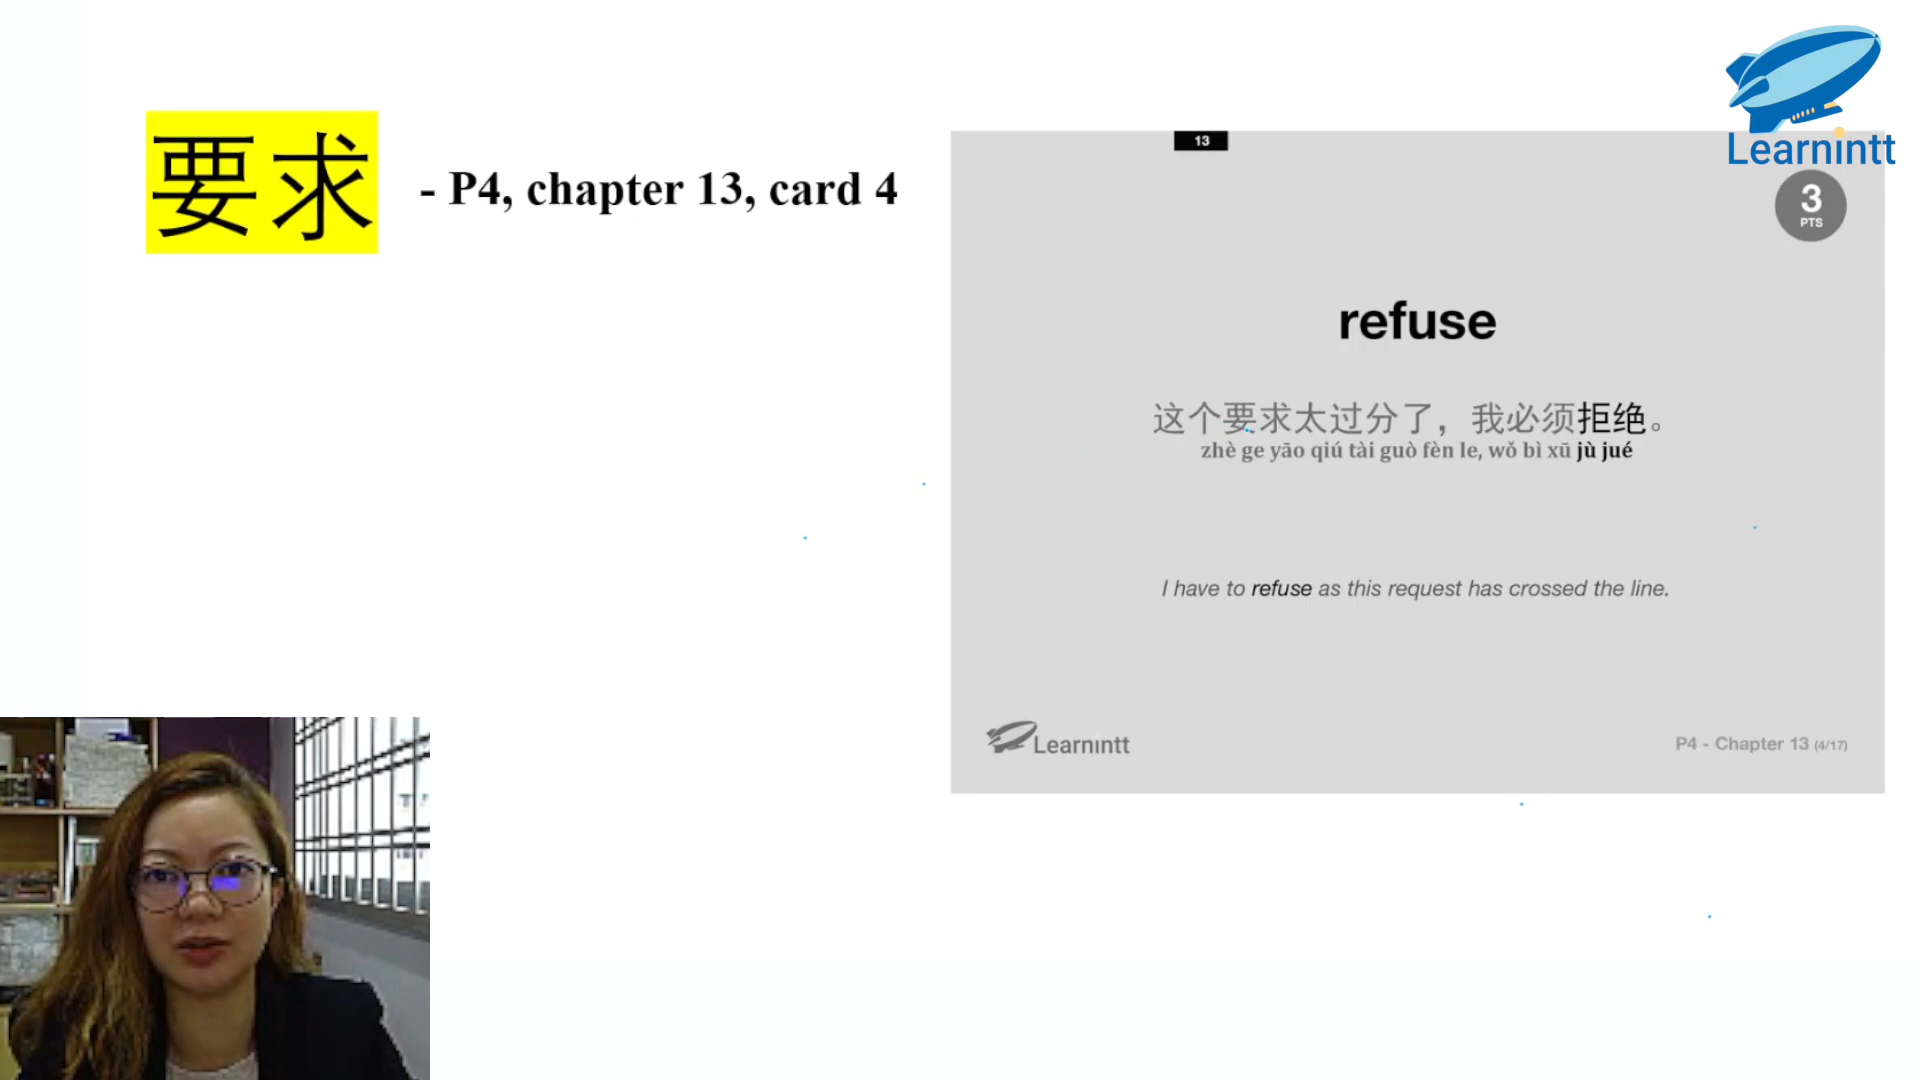 要求 - P4, chapter 13, card 4
Learnintt
13
3
PTS
refuse
这个要求太过分了，我必须拒绝。
zhè ge yāo qiú tài guò fèn le, wǒ bì xū jù jué
I have to refuse as this request has crossed the line.
Learnintt
P4 - Chapter 13 (4/17)